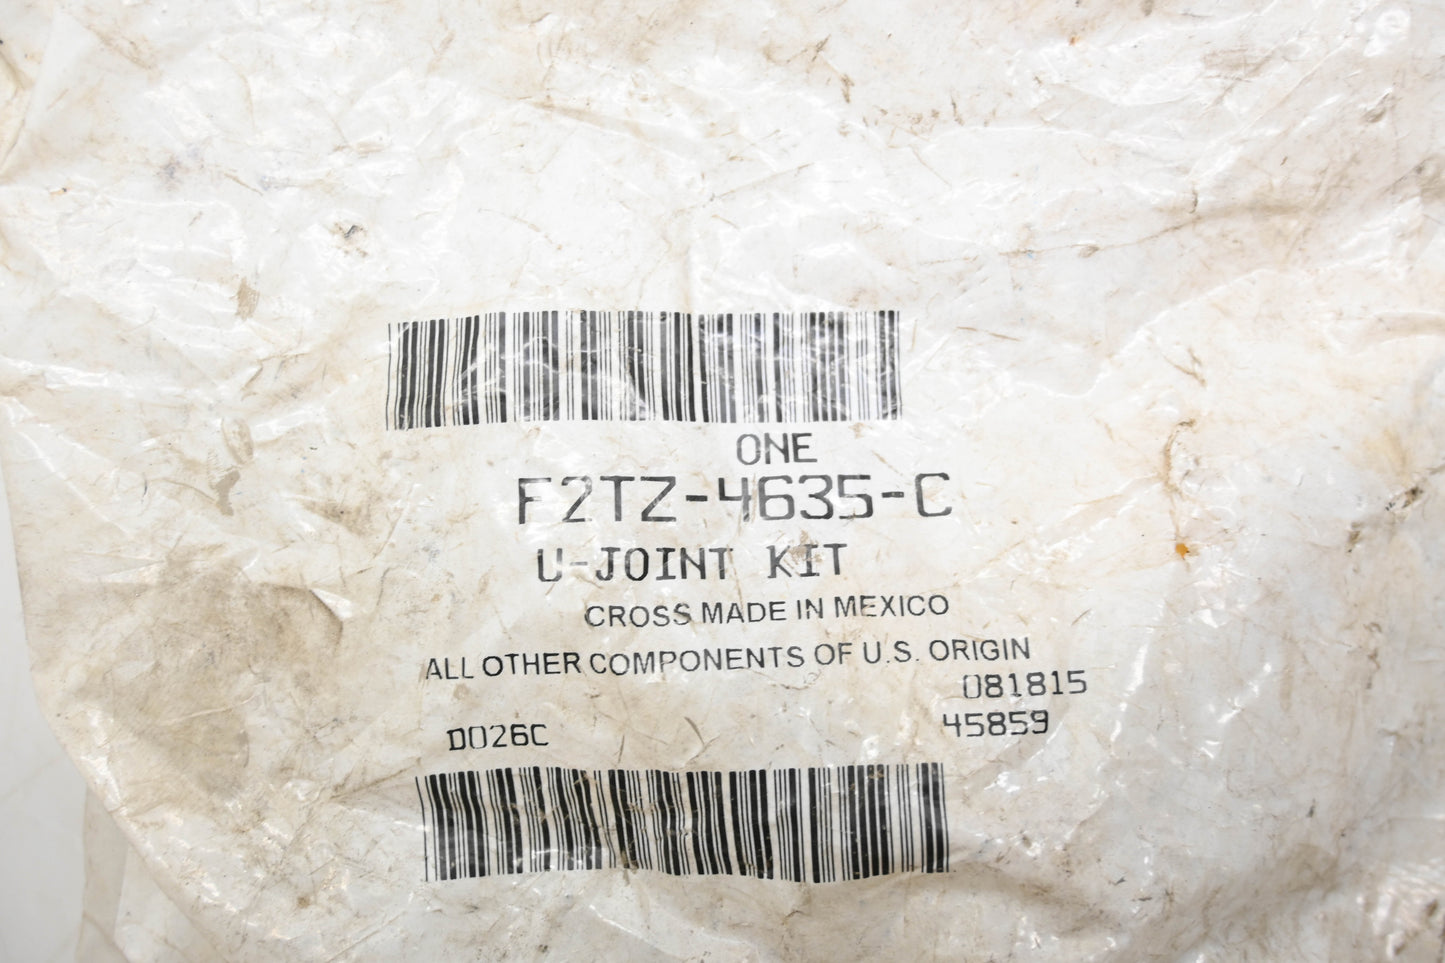 ONE
F2TZ-4635-C
U-JOINT KIT
CROSS MADE IN MEXICO
ALL OTHER COMPONENTS OF U.S. ORIGIN
081815
D026C 45859